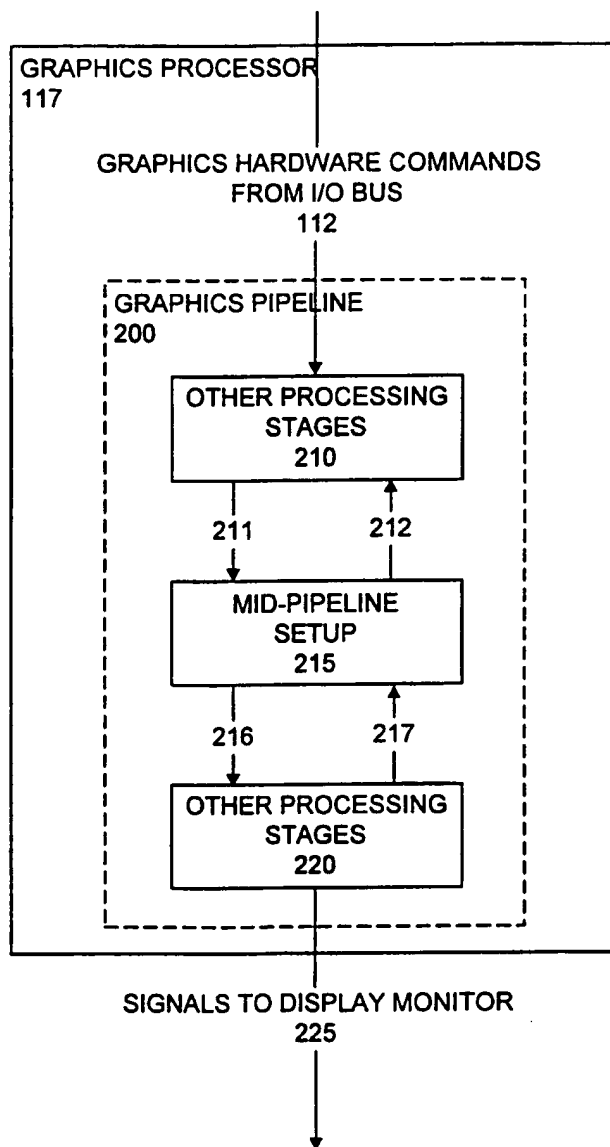 GRAPHICS PROCESSOR
117
GRAPHICS HARDWARE COMMANDS
FROM I/O BUS
112
GRAPHICS PIPELINE
200
OTHER PROCESSING
STAGES
210
211
212
MID-PIPELINE
SETUP
215
216
217
OTHER PROCESSING
STAGES
220
SIGNALS TO DISPLAY MONITOR
225